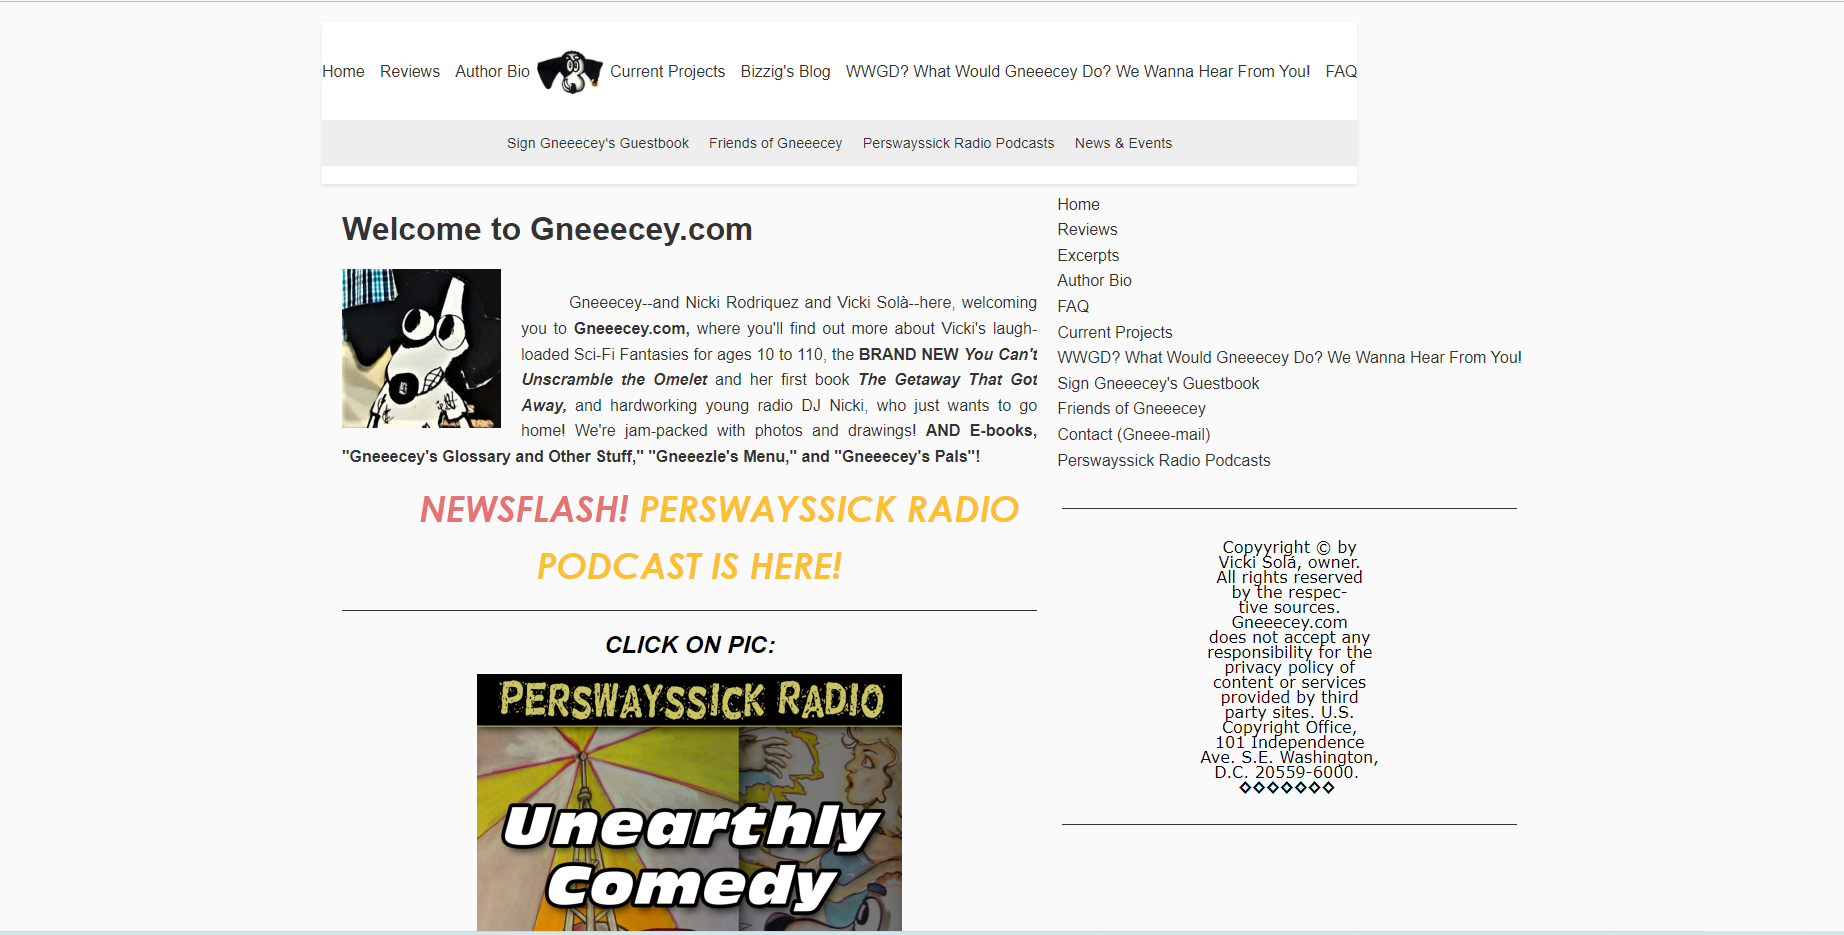 Home Reviews Author Bio Current Projects Bizzig's Blog WWGD? What Would Gneeecey Do? We Wanna Hear From You! FAQ
Sign Gneeecey's Guestbook Friends of Gneeecey Perswayssick Radio Podcasts News & Events
Welcome to Gneeecey.com
Gneeecey--and Nicki Rodriquez and Vicki Solà--here, welcoming
you to Gneeecey.com, where you'll find out more about Vicki's laugh-
loaded Sci-Fi Fantasies for ages 10 to 110, the BRAND NEW You Can't
Unscramble the Omelet and her first book The Getaway That Got
Away, and hardworking young radio DJ Nicki, who just wants to go
home! We're jam-packed with photos and drawings! AND E-books,
"Gneeecey's Glossary and Other Stuff," "Gneeezle's Menu," and "Gneeecey's Pals"!
NEWSFLASH! PERSWAYSSICK RADIO
PODCAST IS HERE!
CLICK ON PIC:
PERSWAYSSICK RADIO
Unearthly
Comedy
Home
Reviews
Excerpts
Author Bio
FAQ
Current Projects
WWGD? What Would Gneeecey Do? We Wanna Hear From You!
Sign Gneeecey's Guestbook
Friends of Gneeecey
Contact (Gneee-mail)
Perswayssick Radio Podcasts
Copyyright © by
Vicki Solá, owner.
All rights reserved
by the respec-
tive sources.
Gneeecey.com
does not accept any
responsibility for the
privacy policy of
content or services
provided by third
party sites. U.S.
Copyright Office,
101 Independence
Ave. S.E. Washington,
D.C. 20559-6000.
◊◊◊◊◊◊◊